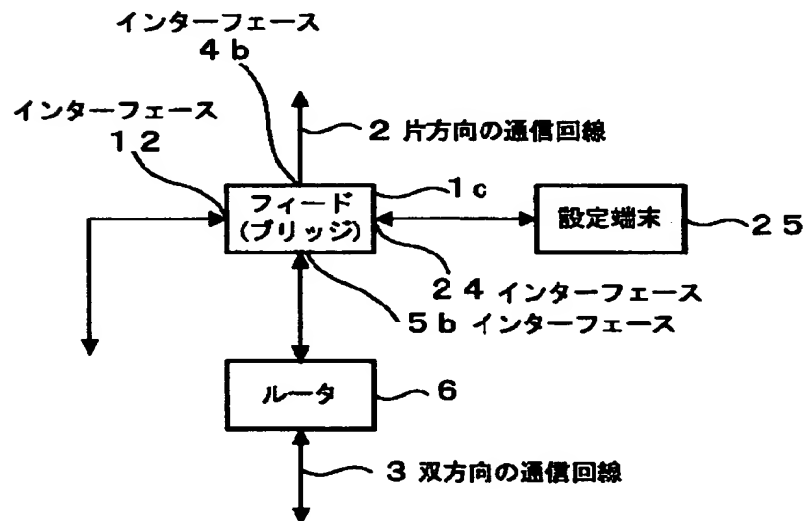 インターフェース
4b
インターフェース
12
2 片方向の通信回線
フィード
(ブリッジ)
1c
設定端末
25
24 インターフェース
5b インターフェース
ルータ
6
3 双方向の通信回線